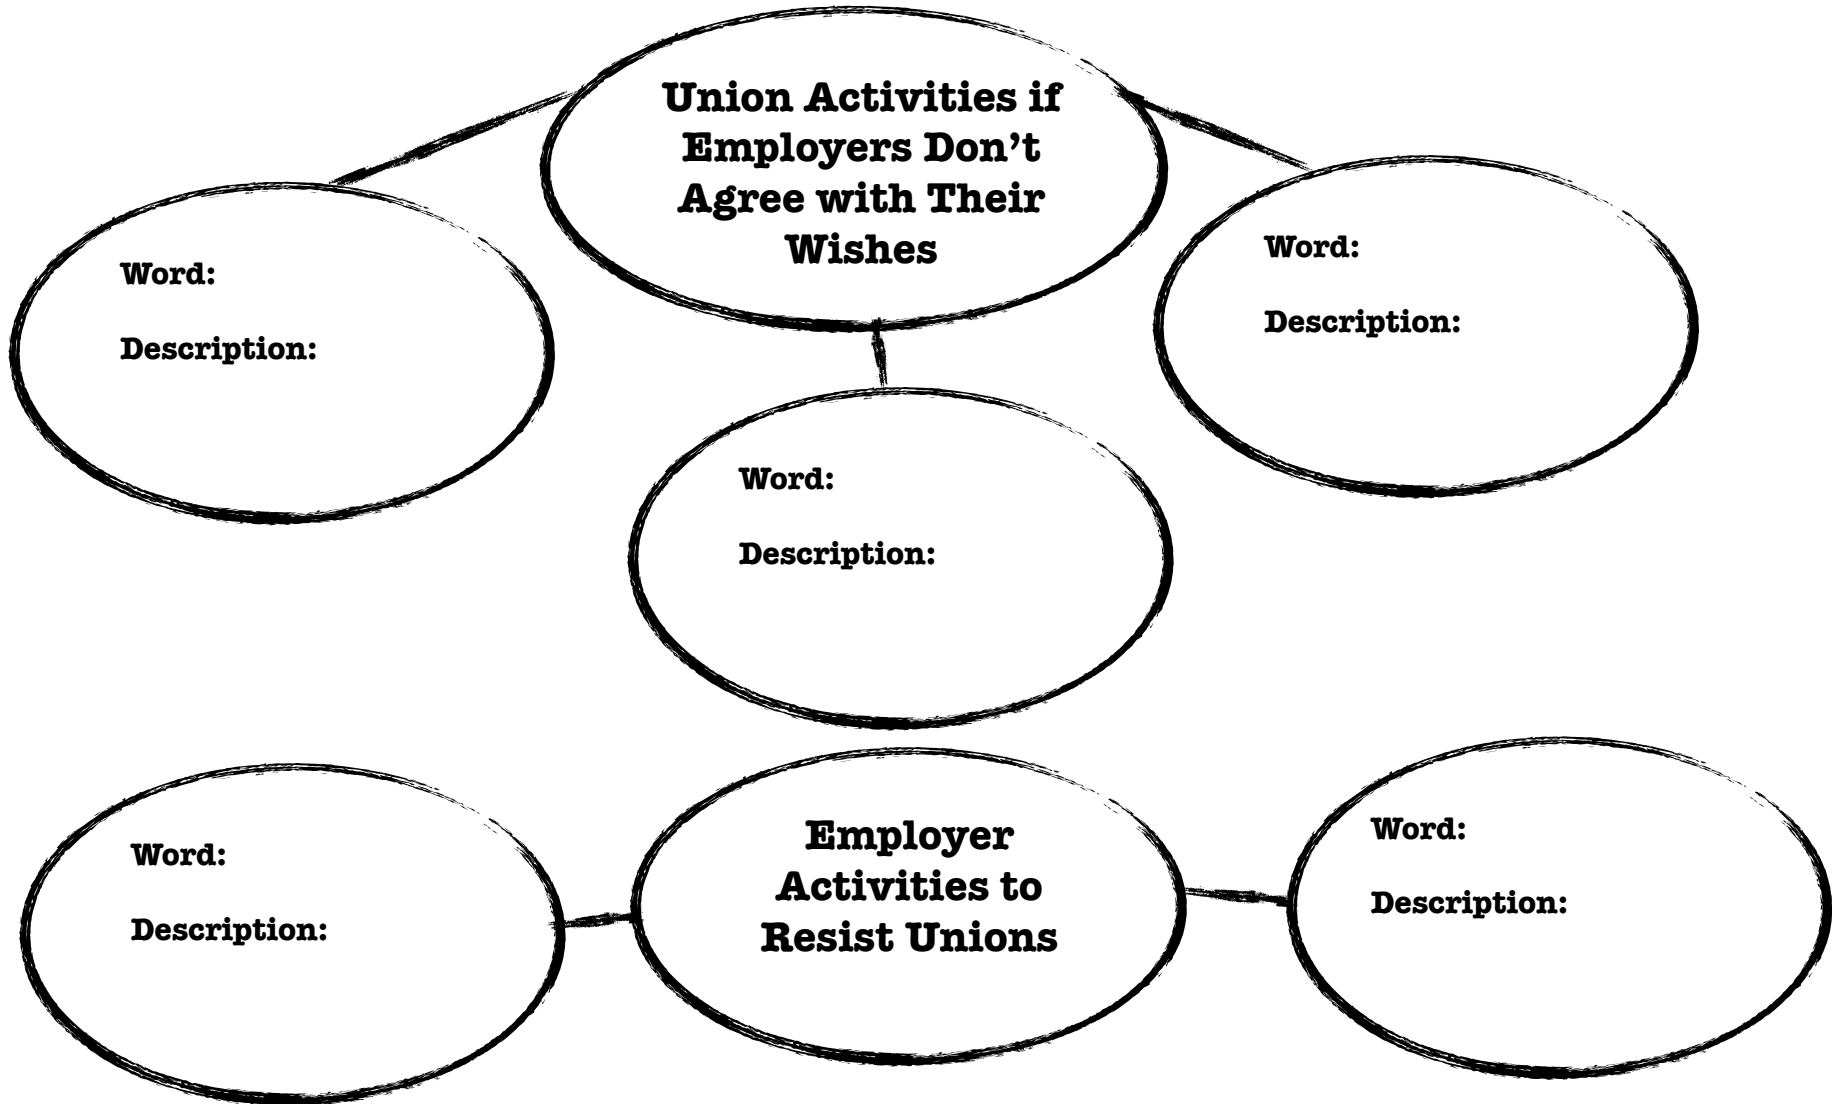 Union Activities if
Employers Don’t
Agree with Their
Wishes
Word:
Description:
Word:
Description:
Word:
Description:
Employer
Activities to
Resist Unions
Word:
Description:
Word:
Description: